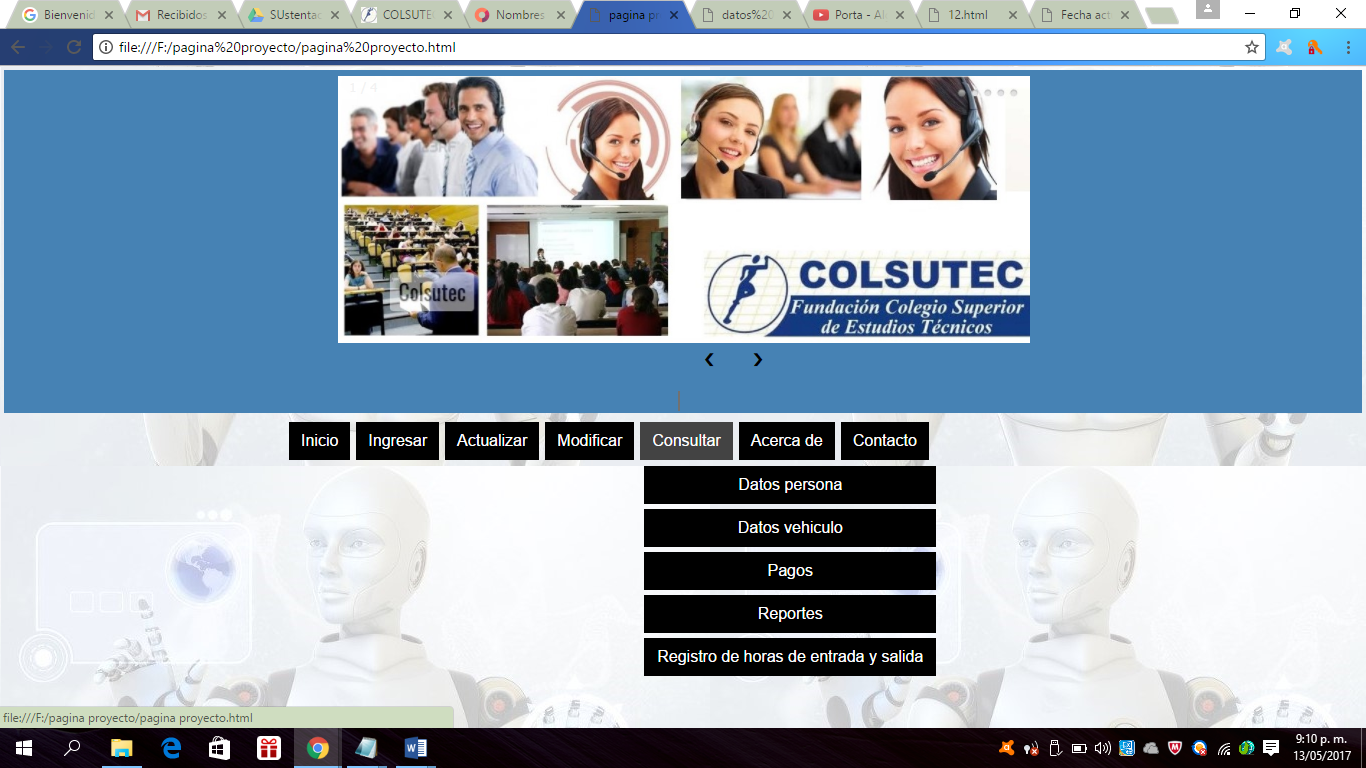 Bienvenid
Recibidos
SUstentac
COLSUTEC
Nombres
pagina pr
datos%20
Porta - Al
12.html
Fecha act
file:///F:/pagina%20proyecto/pagina%20proyecto.html
1 / 4
Colsutec
COLSUTEC
Fundación Colegio Superior
de Estudios Técnicos
Inicio
Ingresar
Actualizar
Modificar
Consultar
Acerca de
Contacto
Datos persona
Datos vehiculo
Pagos
Reportes
Registro de horas de entrada y salida
file:///F:/pagina proyecto/pagina proyecto.html
9:10 p. m.
13/05/2017